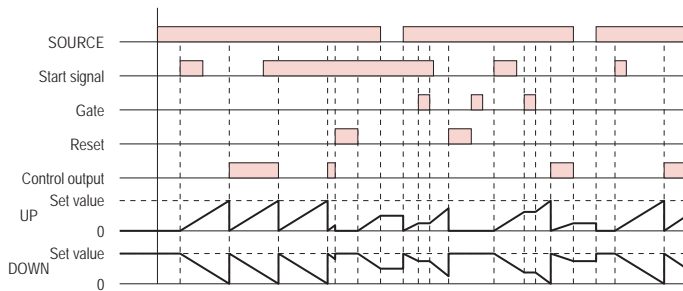 SOURCE
Start signal
Gate
Reset
Control output
Set value
UP
0
Set value
DOWN
0